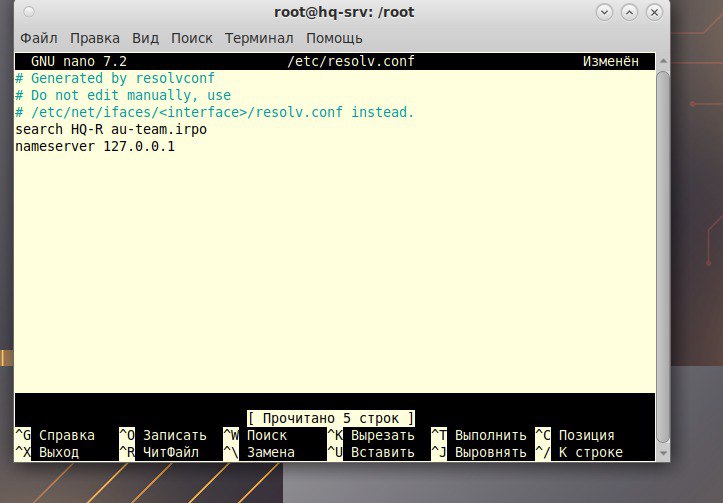 root@hq-srv: /root
Файл Правка Вид Поиск Терминал Помощь
GNU nano 7.2 /etc/resolv.conf Изменён
# Generated by resolvconf
# Do not edit manually, use
# /etc/net/ifaces/<interface>/resolv.conf instead.
search HQ-R au-team.irpo
nameserver 127.0.0.1
[ Прочитано 5 строк ]
^G Справка ^O Записать ^W Поиск ^K Вырезать ^T Выполнить ^C Позиция
^X Выход ^R ЧитФайл ^\ Замена ^U Вставить ^J Выровнять ^/ К строке